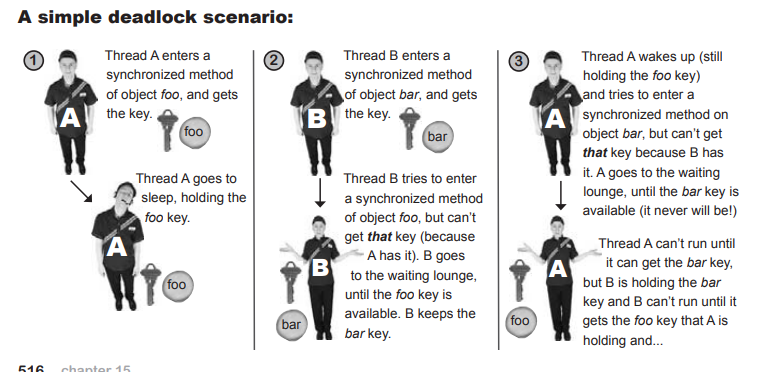 A simple deadlock scenario:
1
Thread A enters a
synchronized method
of object foo, and gets
the key.
A
foo
Thread A goes to
sleep, holding the
foo key.
A
foo
2
Thread B enters a
synchronized method
of object bar, and gets
the key.
B
bar
Thread B tries to enter
a synchronized method
of object foo, but can't
get that key (because
A has it). B goes
to the waiting lounge,
until the foo key is
available. B keeps the
bar key.
B
bar
3
Thread A wakes up (still
holding the foo key)
and tries to enter a
synchronized method on
object bar, but can't get
that key because B has
it. A goes to the waiting
lounge, until the bar key is
available (it never will be!)
A
Thread A can't run until
it can get the bar key,
but B is holding the bar
key and B can't run until it
gets the foo key that A is
holding and...
A
foo
516 chapter 15